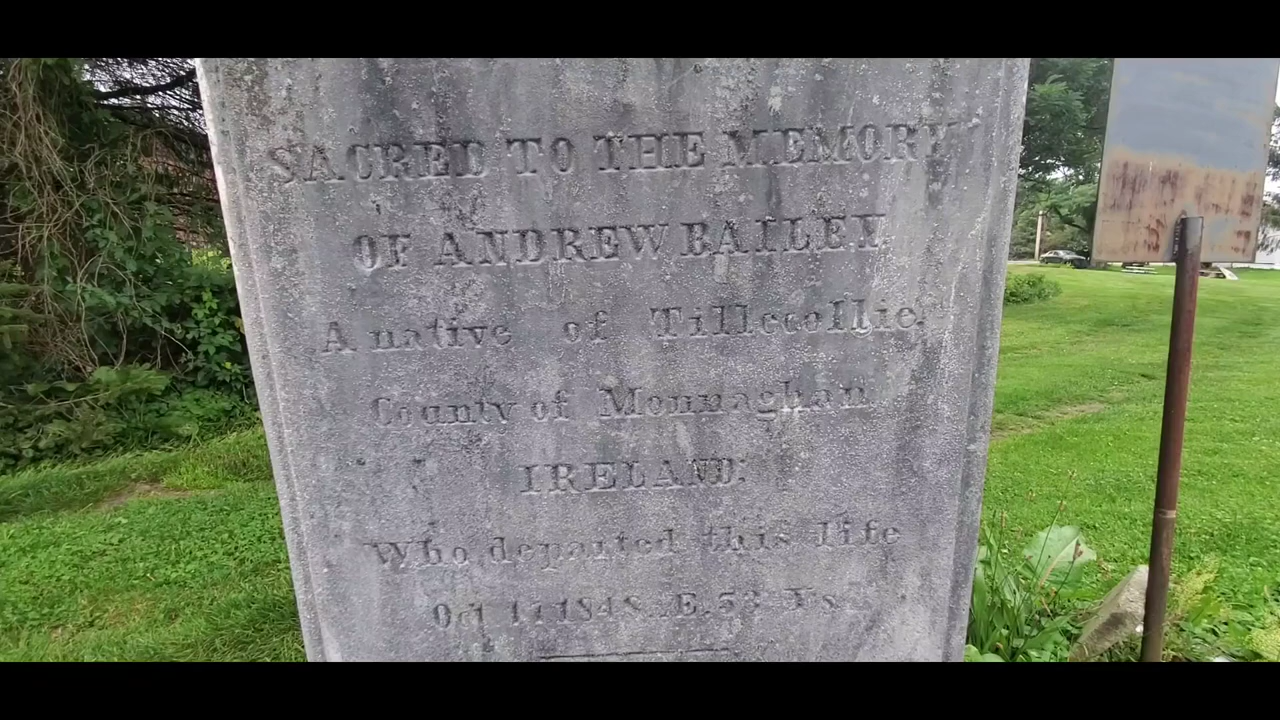 SACRED TO THE MEMORY
OF ANDREW BAILEY
A native of Tillecollie
County of Monnaghan
IRELAND.
Who departed this life
Oct 1848 Æ. 53 Ys